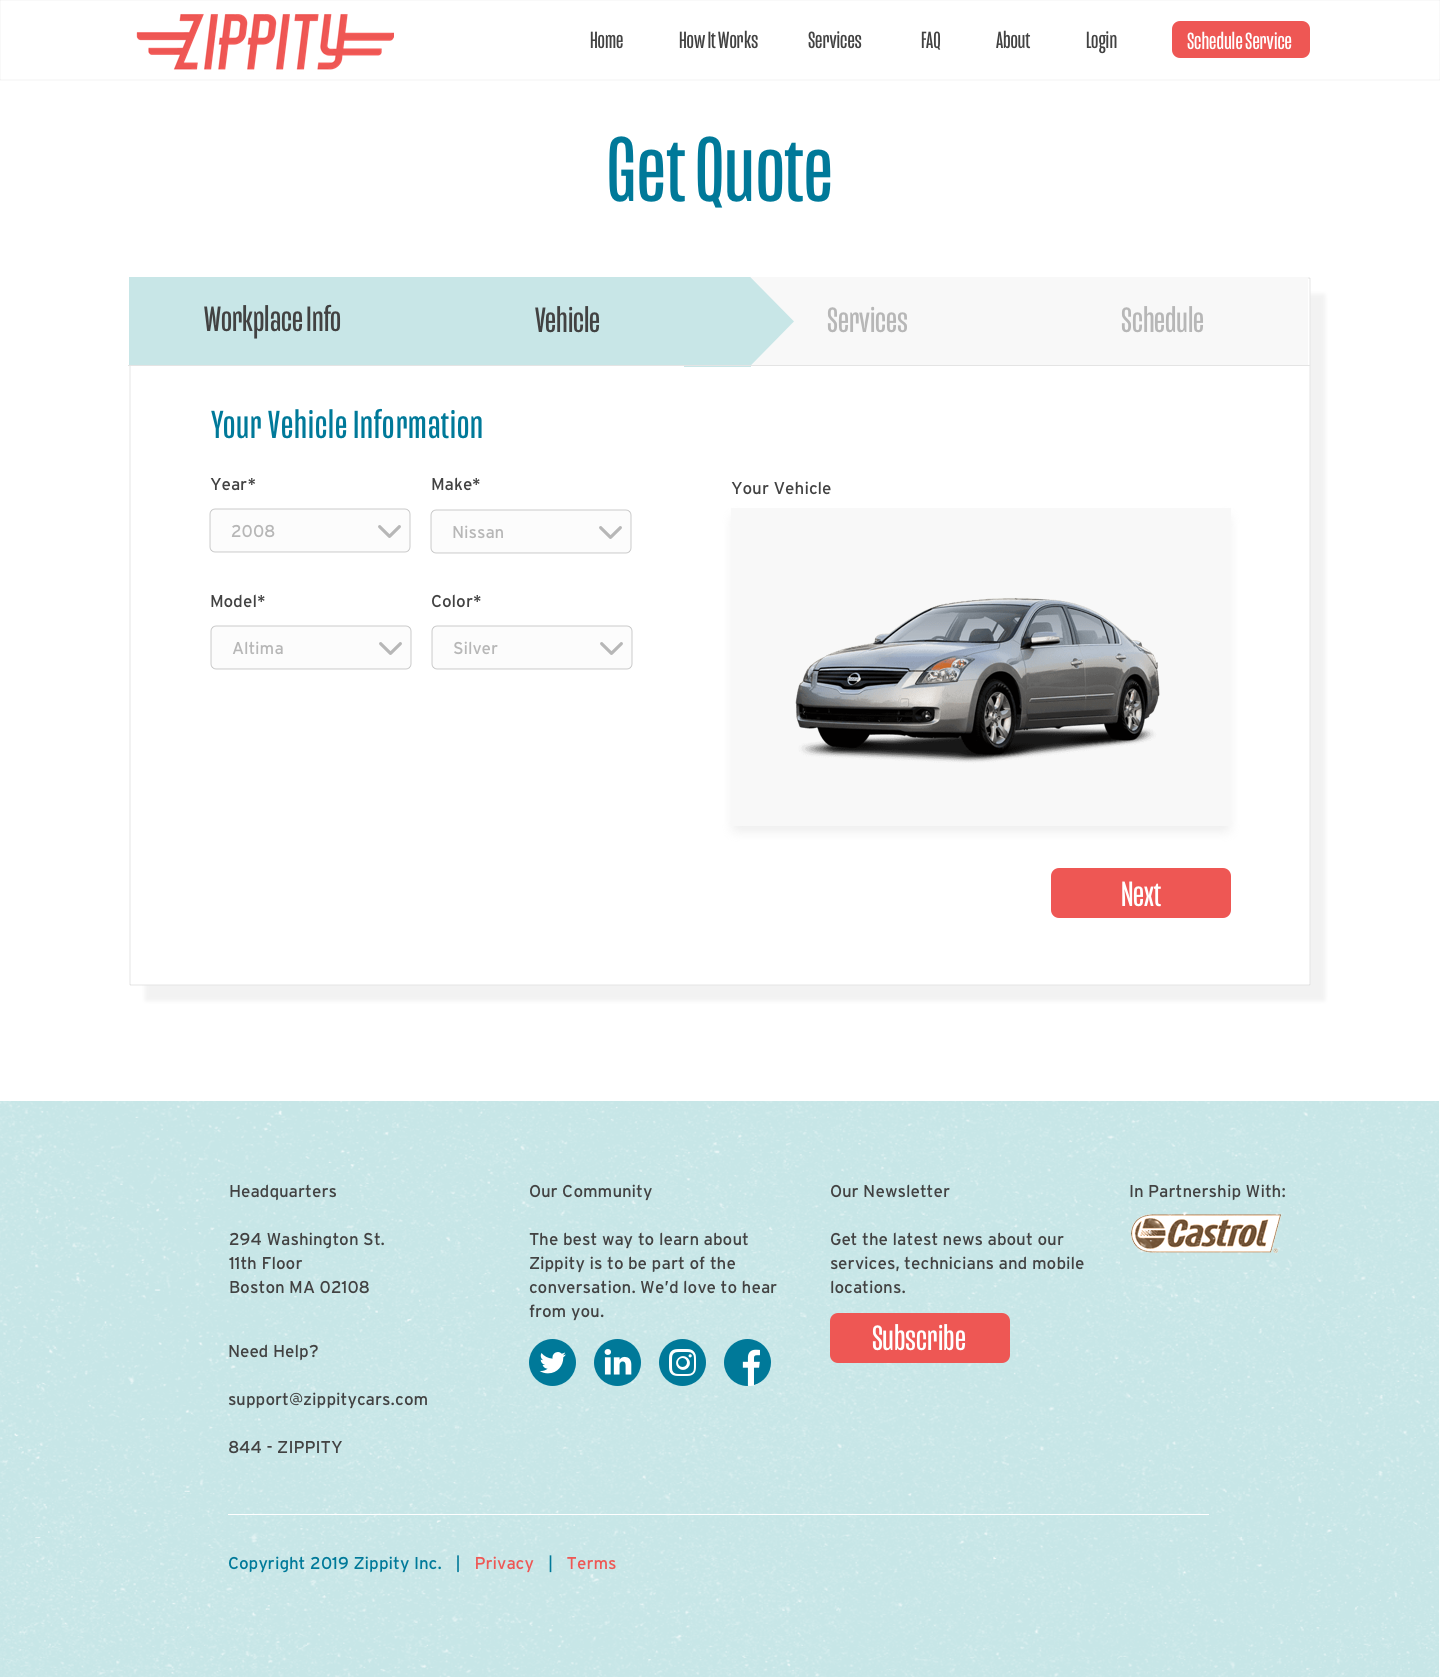 ZIPPITY
Home How It Works Services FAQ About Login Schedule Service
Get Quote
Workplace Info Vehicle Services Schedule
Your Vehicle Information
Year* Make*
Your Vehicle
2008 Nissan
Model* Color*
Altima Silver
Next
Headquarters
294 Washington St.
11th Floor
Boston MA 02108
Need Help?
support@zippitycars.com
844 - ZIPPITY
Our Community
The best way to learn about
Zippity is to be part of the
conversation. We’d love to hear
from you.
in
Our Newsletter
Get the latest news about our
services, technicians and mobile
locations.
Subscribe
In Partnership With:
Castrol
Copyright 2019 Zippity Inc. | Privacy | Terms